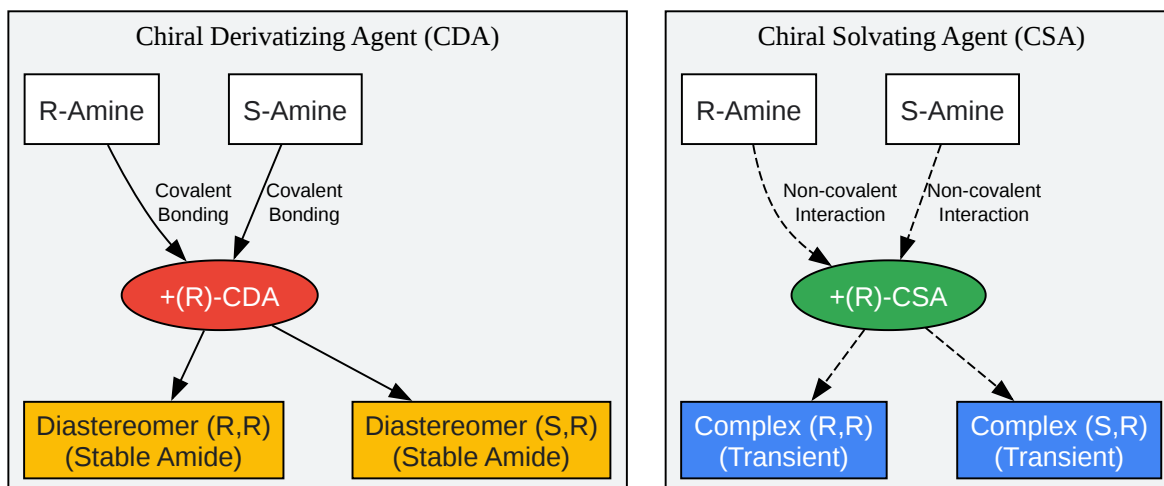 Chiral Derivatizing Agent (CDA)
R-Amine
S-Amine
Covalent
Bonding
Covalent
Bonding
+(R)-CDA
Diastereomer (R,R)
(Stable Amide)
Diastereomer (S,R)
(Stable Amide)
Chiral Solvating Agent (CSA)
R-Amine
S-Amine
Non-covalent
Interaction
Non-covalent
Interaction
+(R)-CSA
Complex (R,R)
(Transient)
Complex (S,R)
(Transient)